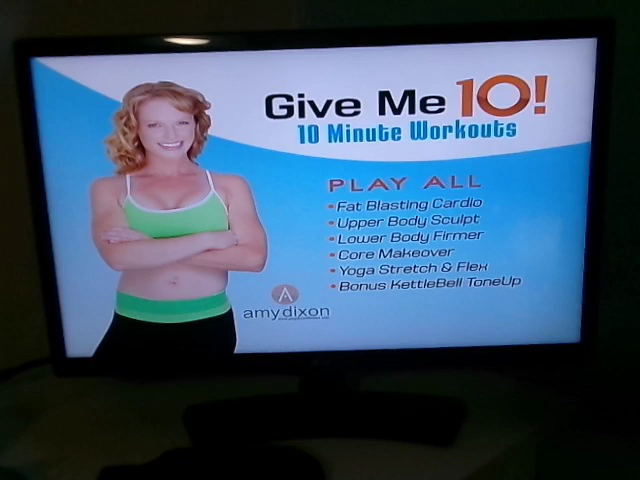 Give Me 10!
10 Minute Workouts
PLAY ALL
Fat Blasting Cardio
Upper Body Sculpt
Lower Body Firmer
Core Makeover
Yoga Stretch & Flex
Bonus KettleBell ToneUp
amydixon